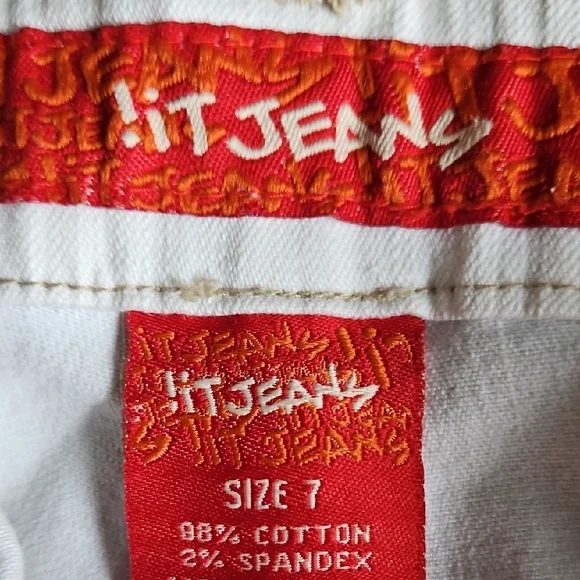 !iT JEANS
!iT JEANS
SIZE 7
98% COTTON
2% SPANDEX